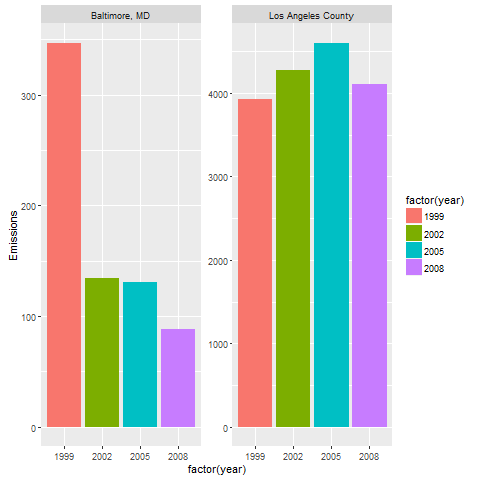 Baltimore, MD
Los Angeles County
Emissions
300
200
100
0
4000
3000
2000
1000
0
1999 2002 2005 2008
1999 2002 2005 2008
factor(year)
factor(year)
1999
2002
2005
2008